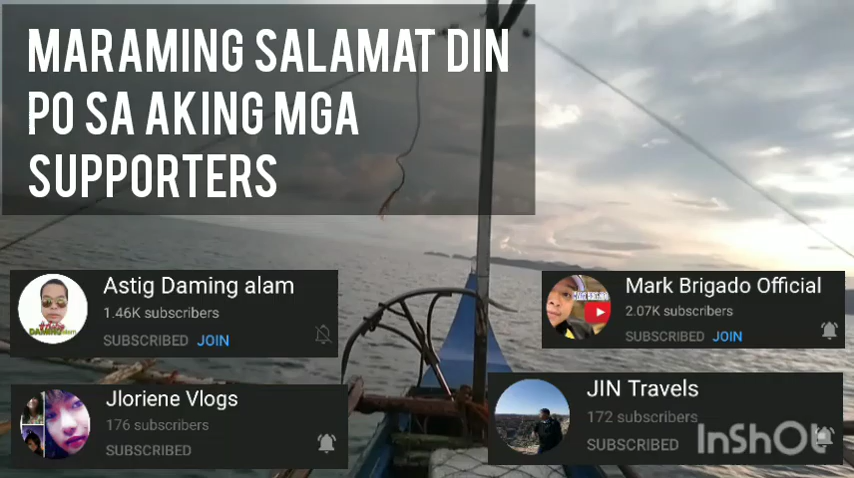 MARAMING SALAMAT DIN
PO SA AKING MGA
SUPPORTERS
Astig Daming alam
1.46K subscribers
SUBSCRIBED JOIN
Mark Brigado Official
2.07K subscribers
SUBSCRIBED JOIN
Jloriene Vlogs
176 subscribers
SUBSCRIBED
JIN Travels
172 subscribers
SUBSCRIBED
InShOt